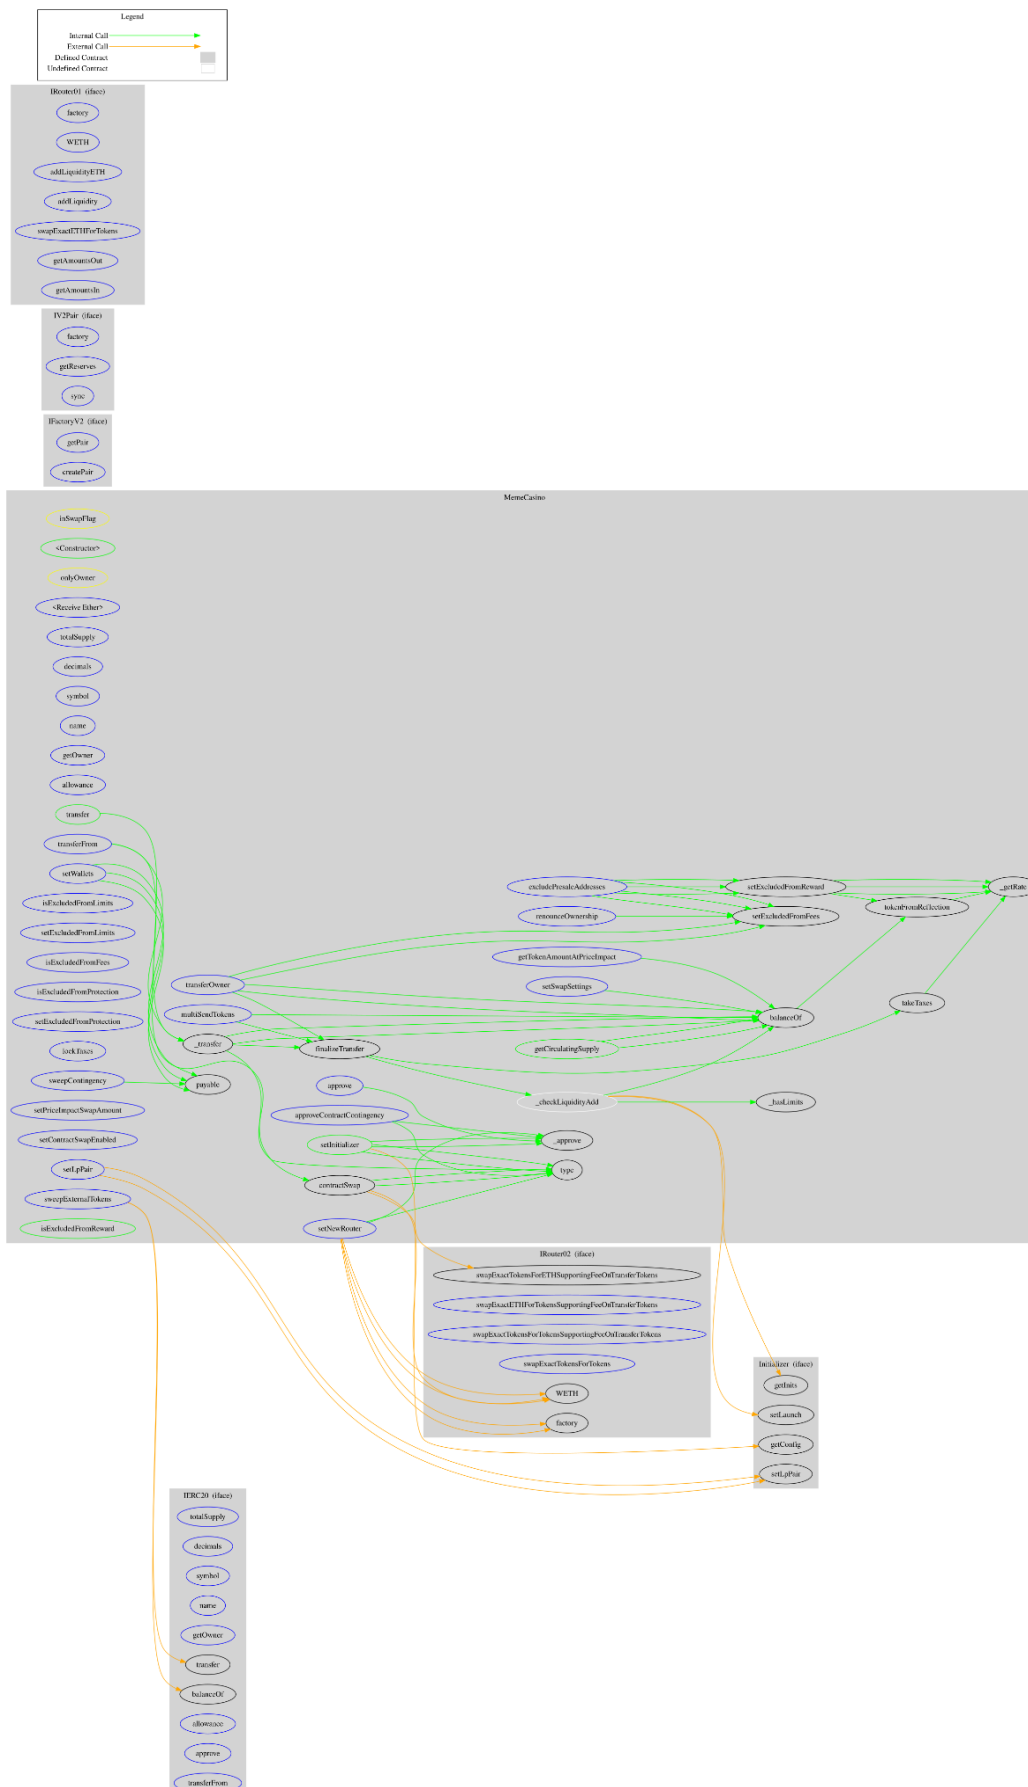 Legend
Internal Call
External Call
Defined Contract
Undefined Contract
IRouter01 (iface)
factory
WETH
addLiquidityETH
addLiquidity
swapExactETHForTokens
getAmountsOut
getAmountsIn
IV2Pair (iface)
factory
getReserves
sync
IFactoryV2 (iface)
getPair
createPair
MemeCasino
inSwapFlag
<Constructor>
onlyOwner
<Receive Ether>
totalSupply
decimals
symbol
name
getOwner
allowance
transfer
transferFrom
setWallets
isExcludedFromLimits
setExcludedFromLimits
isExcludedFromFees
isExcludedFromProtection
setExcludedFromProtection
lockTaxes
sweepContingency
setPriceImpactSwapAmount
setContractSwapEnabled
setLpPair
sweepExternalTokens
isExcludedFromReward
transferOwner
multiSendTokens
_transfer
payable
finalizeTransfer
approve
approveContractContingency
setInitializer
contractSwap
setNewRouter
excludePresaleAddresses
renounceOwnership
getTokenAmountAtPriceImpact
setSwapSettings
getCirculatingSupply
_checkLiquidityAdd
_approve
type
setExcludedFromReward
setExcludedFromFees
balanceOf
_hasLimits
tokenFromReflection
takeTaxes
_getRate
IRouter02 (iface)
swapExactTokensForETHSupportingFeeOnTransferTokens
swapExactETHForTokensSupportingFeeOnTransferTokens
swapExactTokensForTokensSupportingFeeOnTransferTokens
swapExactTokensForTokens
WETH
factory
Initializer (iface)
getInits
setLaunch
getConfig
setLpPair
IERC20 (iface)
totalSupply
decimals
symbol
name
getOwner
transfer
balanceOf
allowance
approve
transferFrom